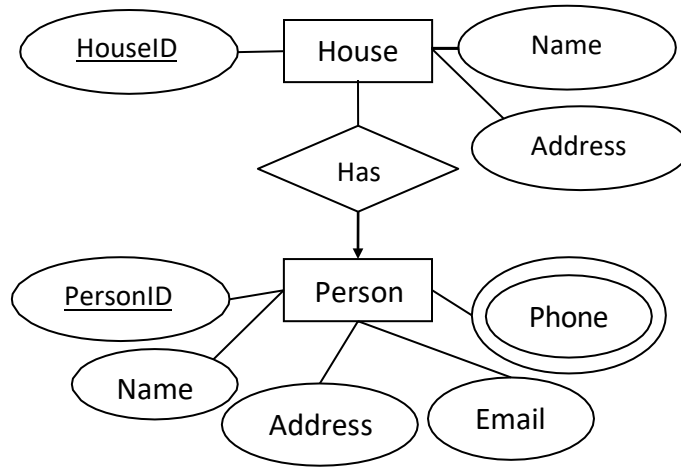 HouseID
House
Name
Address
Has
PersonID
Person
Phone
Name
Address
Email